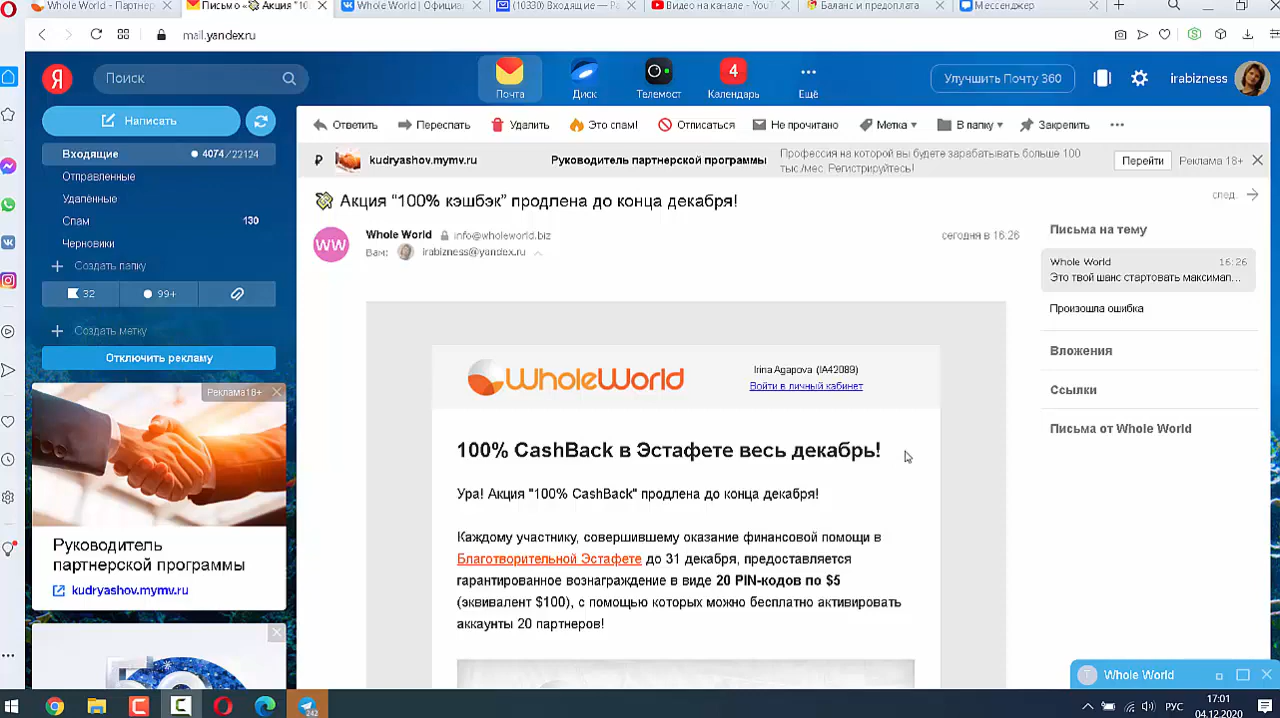 Whole World - Партнер
Письмо «💸 Акция "10
Whole World | Официал
(10330) Входящие — Ра
Видео на канале - YouT
Баланс и предоплата
Мессенджер
mail.yandex.ru
Я
Поиск
Почта
Диск
Телемост
4
Календарь
Ещё
Улучшить Почту 360
irabizness
Написать
Входящие
4074/22124
Отправленные
Удалённые
Спам
130
Черновики
Создать папку
32
99+
Создать метку
Отключить рекламу
Реклама18+
Руководитель
партнерской программы
kudryashov.mymv.ru
Ответить
Переслать
Удалить
Это спам!
Отписаться
Не прочитано
Метка
В папку
Закрепить
kudryashov.mymv.ru
Руководитель партнерской программы
Профессия на которой вы будете зарабатывать больше 100
тыс./мес. Регистрируйтесь!
Перейти
Реклама 18+
Акция “100% кэшбэк” продлена до конца декабря!
след.
WW
Whole World
info@wholeworld.biz
сегодня в 16:26
Вам:
irabizness@yandex.ru
WholeWorld
Irina Agapova (IA42089)
Войти в личный кабинет
100% CashBack в Эстафете весь декабрь!
Ура! Акция "100% CashBack" продлена до конца декабря!
Каждому участнику, совершившему оказание финансовой помощи в
Благотворительной Эстафете до 31 декабря, предоставляется
гарантированное вознаграждение в виде 20 PIN-кодов по $5
(эквивалент $100), с помощью которых можно бесплатно активировать
аккаунты 20 партнеров!
Письма на тему
Whole World
16:26
Это твой шанс стартовать максимал...
Произошла ошибка
Вложения
Ссылки
Письма от Whole World
T
Whole World
242
РУС
17:01
04.12.2020